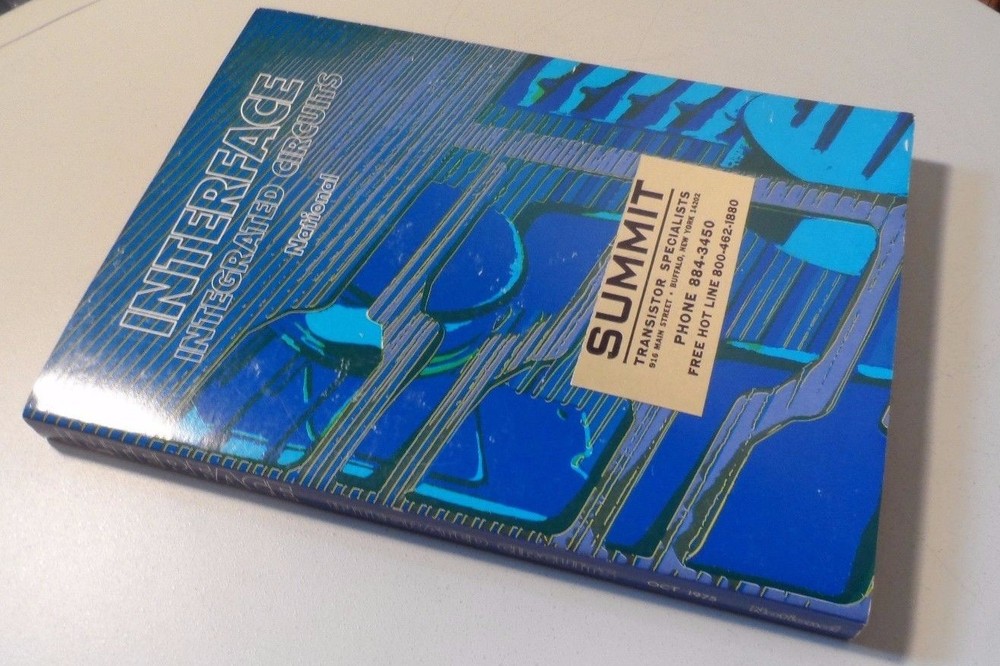 INTERFACE
INTEGRATED CIRCUITS
National
SUMMIT
TRANSISTOR SPECIALISTS
916 MAIN STREET • BUFFALO, NEW YORK 14202
PHONE 884-3450
FREE HOT LINE 800-462-1880
INTERFACE
OCT. 1975